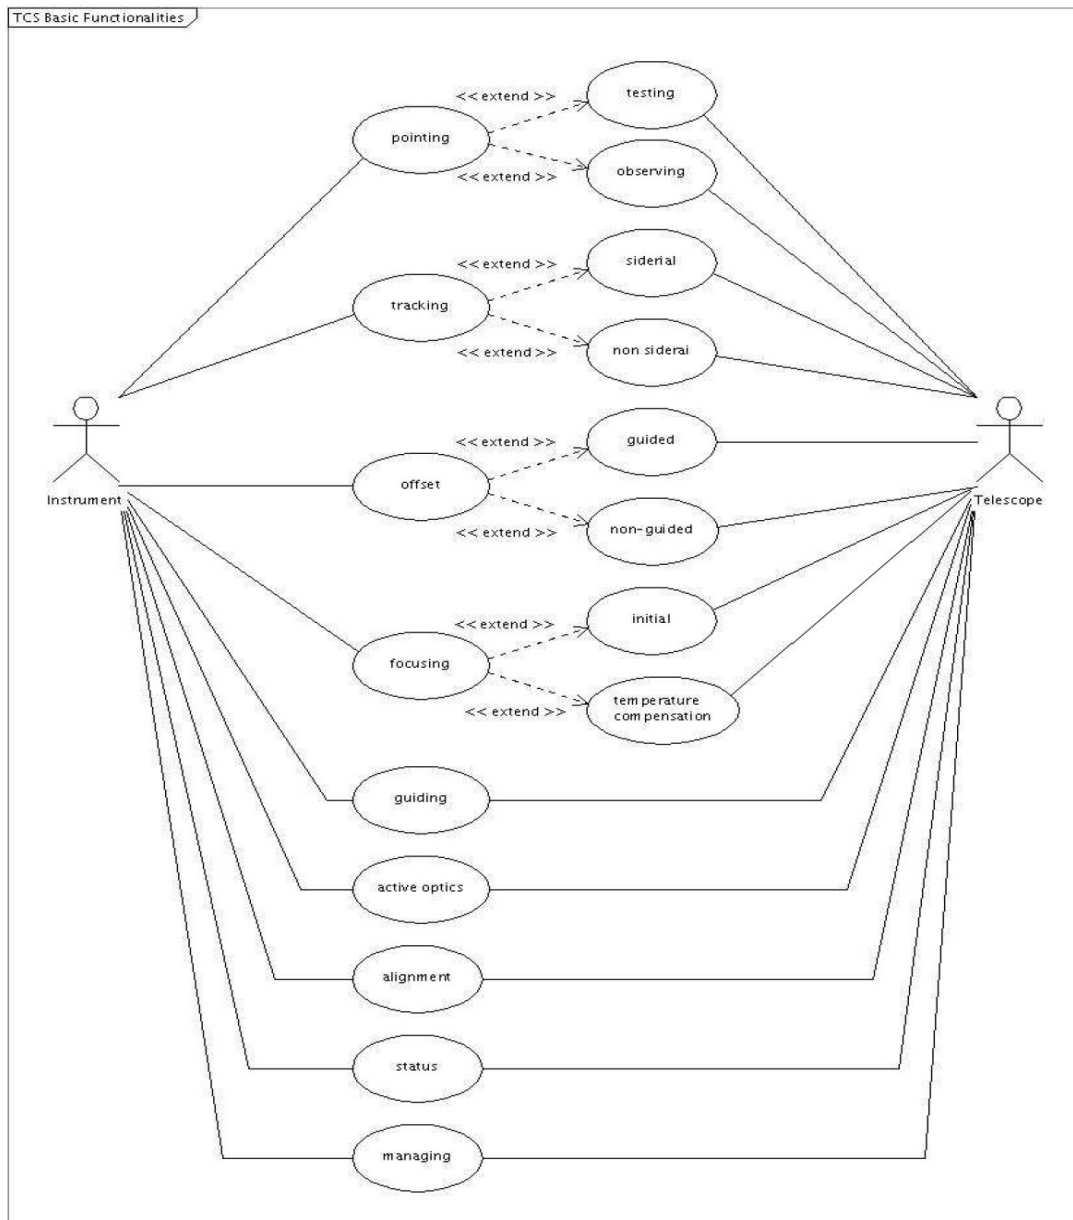 TCS Basic Functionalities
<< extend >>
testing
pointing
<< extend >>
observing
<< extend >>
siderial
tracking
<< extend >>
non siderai
<< extend >>
guided
Instrument
offset
Telescope
<< extend >>
non-guided
<< extend >>
initial
focusing
<< extend >>
temperature
compensation
guiding
active optics
alignment
status
managing